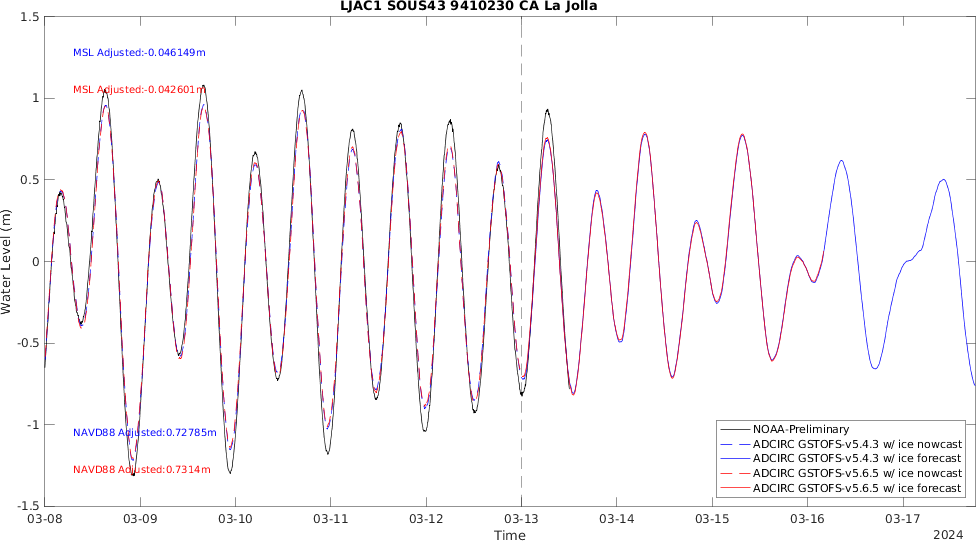 LJAC1 SOUS43 9410230 CA La Jolla
1.5
MSL Adjusted:-0.046149m
MSL Adjusted:-0.042601m
1
0.5
0
-0.5
-1
-1.5
Water Level (m)
NAVD88 Adjusted:0.72785m
NAVD88 Adjusted:0.7314m
NOAA-Preliminary
ADCIRC GSTOFS-v5.4.3 w/ ice nowcast
ADCIRC GSTOFS-v5.4.3 w/ ice forecast
ADCIRC GSTOFS-v5.6.5 w/ ice nowcast
ADCIRC GSTOFS-v5.6.5 w/ ice forecast
03-08 03-09 03-10 03-11 03-12 03-13 03-14 03-15 03-16 03-17
Time
2024